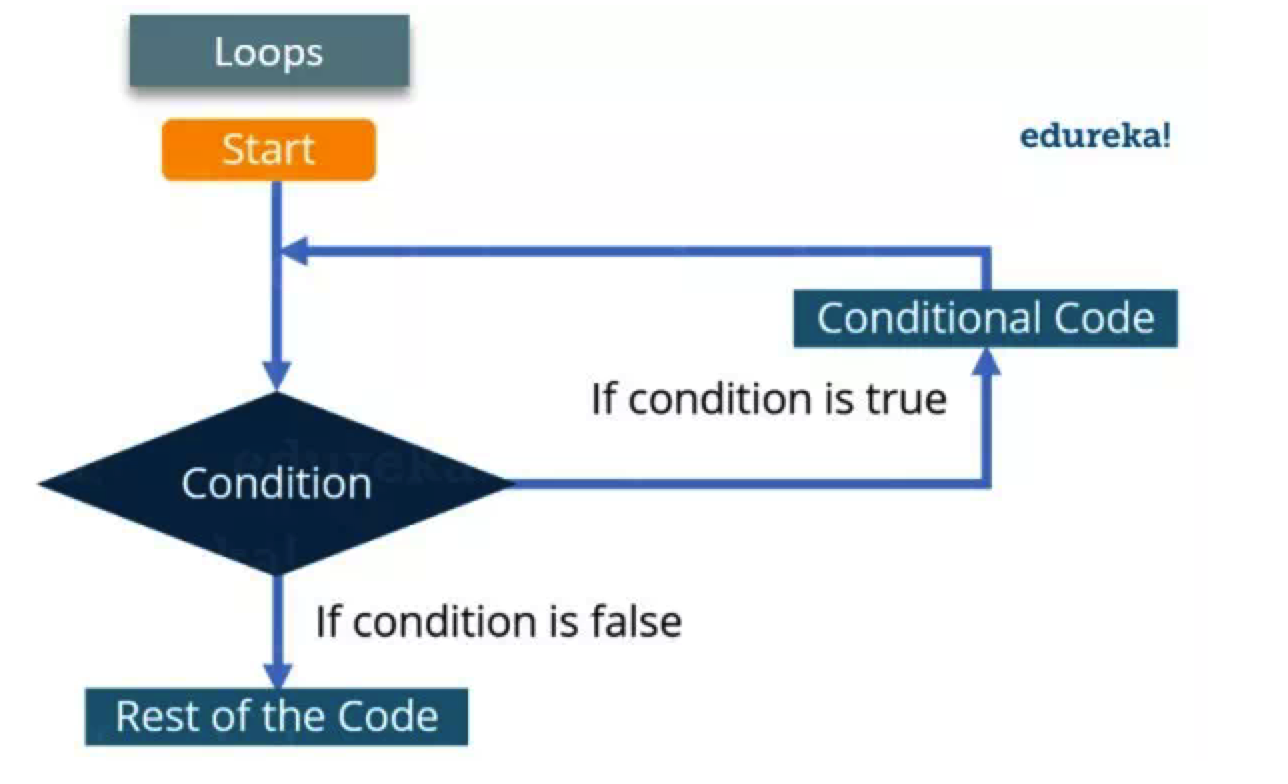 Loops
Start
edureka!
Conditional Code
If condition is true
Condition
If condition is false
Rest of the Code